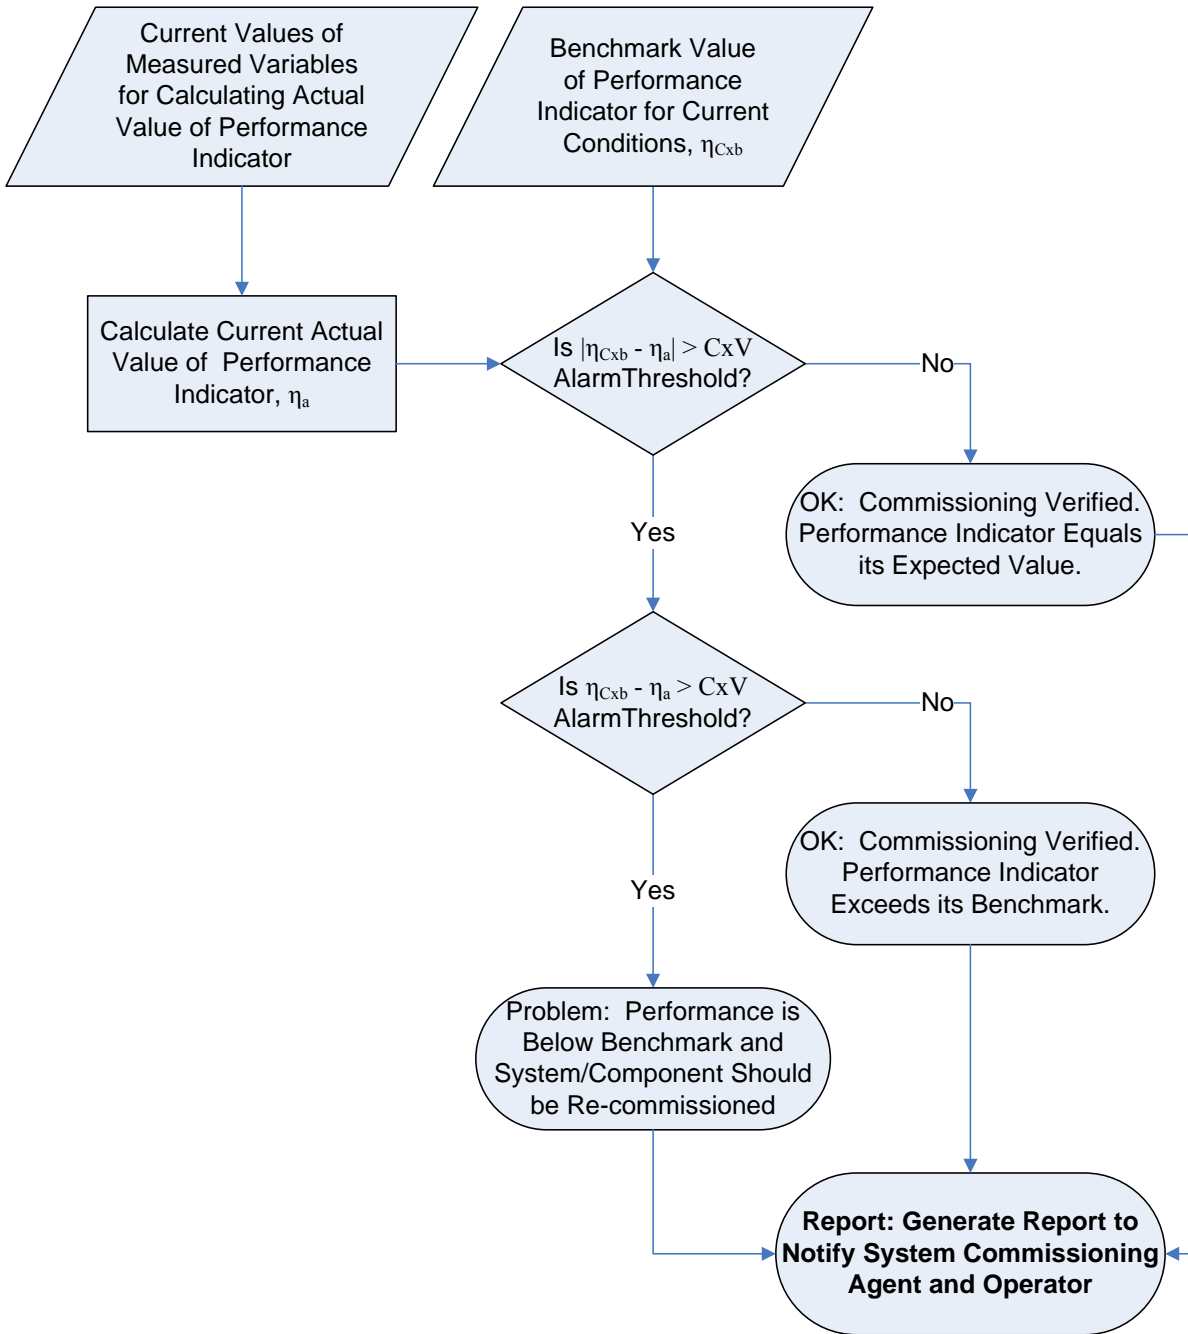 Current Values of
Measured Variables
for Calculating Actual
Value of Performance
Indicator
Benchmark Value
of Performance
Indicator for Current
Conditions, ηCxb
Calculate Current Actual
Value of  Performance
Indicator, ηa
Is |ηCxb - ηa| > CxV
AlarmThreshold?
No
OK:  Commissioning Verified.
Performance Indicator Equals
its Expected Value.
Yes
Is ηCxb - ηa > CxV
AlarmThreshold?
No
OK:  Commissioning Verified.
Performance Indicator
Exceeds its Benchmark.
Yes
Problem:  Performance is
Below Benchmark and
System/Component Should
be Re-commissioned
Report: Generate Report to
Notify System Commissioning
Agent and Operator